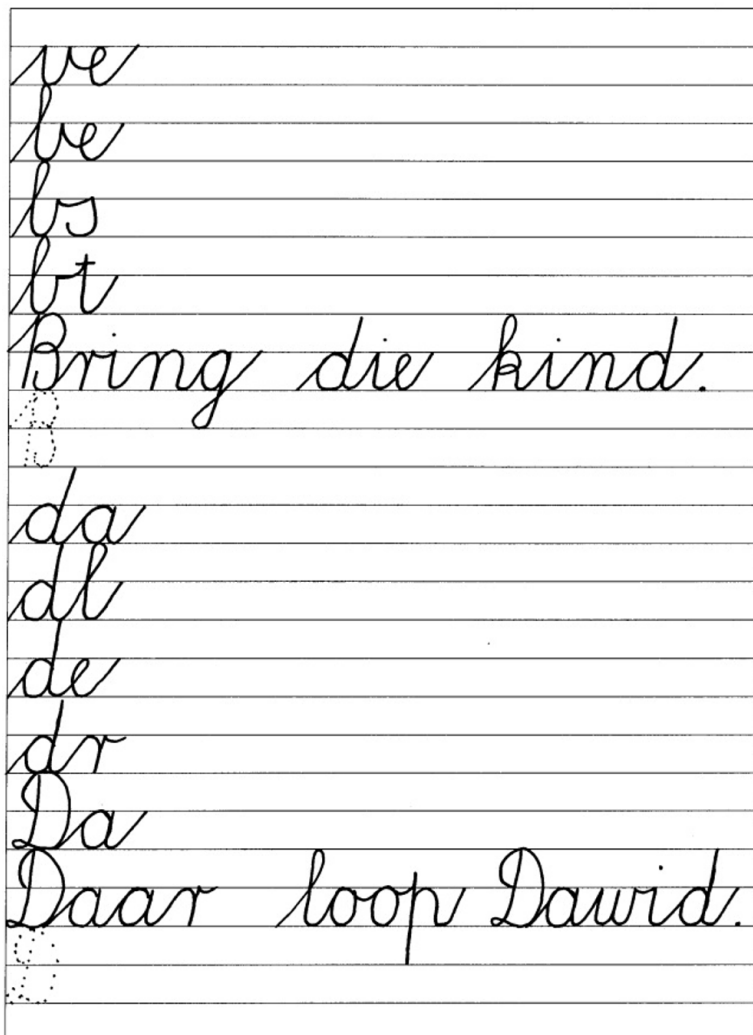 ve
be
bs
bt
Bring die kind.
B
da
dl
de
dr
Da
Daar loop Dawid.
D